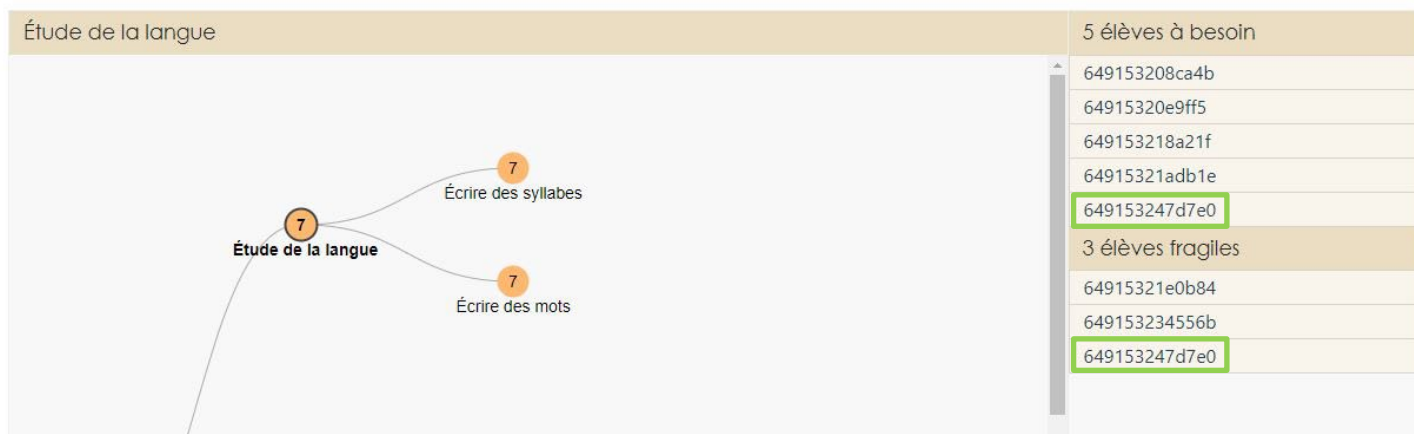 Étude de la langue
7
Écrire des syllabes
7
Étude de la langue
7
Écrire des mots
5 élèves à besoin
649153208ca4b
64915320e9ff5
649153218a21f
64915321adb1e
649153247d7e0
3 élèves fragiles
64915321e0b84
649153234556b
649153247d7e0